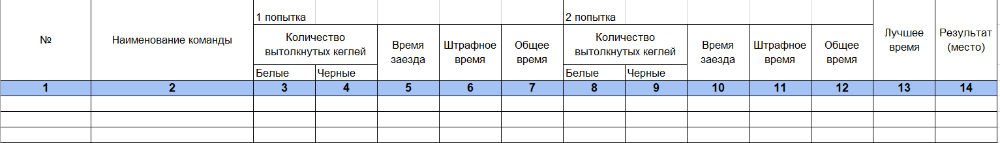 1 попытка
2 попытка
№
Наименование команды
Количество
вытолкнутых кеглей
Время
заезда
Штрафное
время
Общее
время
Количество
вытолкнутых кеглей
Время
заезда
Штрафное
время
Общее
время
Лучшее
время
Результат
(место)
Белые
Черные
Белые
Черные
1 2 3 4 5 6 7 8 9 10 11 12 13 14